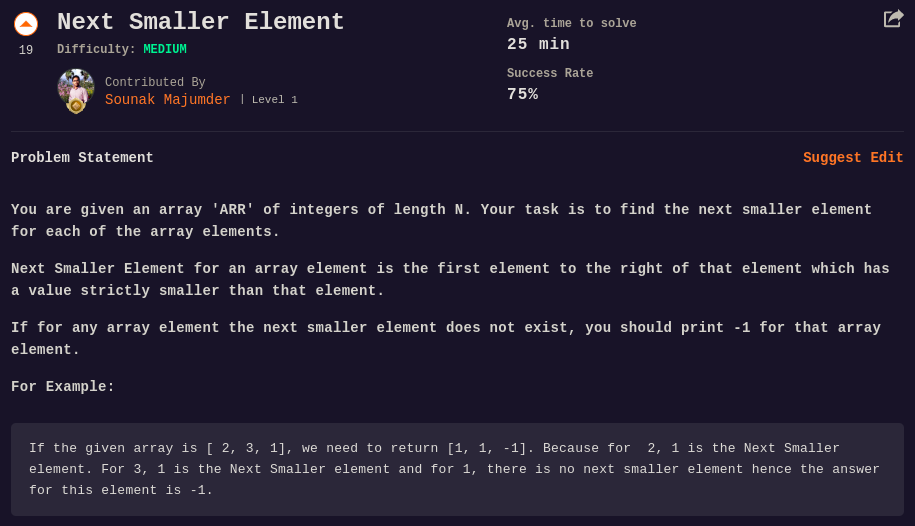 Next Smaller Element
19
Difficulty: MEDIUM
Contributed By
Sounak Majumder | Level 1
Avg. time to solve
25 min
Success Rate
75%
Problem Statement
Suggest Edit
You are given an array 'ARR' of integers of length N. Your task is to find the next smaller element
for each of the array elements.
Next Smaller Element for an array element is the first element to the right of that element which has
a value strictly smaller than that element.
If for any array element the next smaller element does not exist, you should print -1 for that array
element.
For Example:
If the given array is [ 2, 3, 1], we need to return [1, 1, -1]. Because for  2, 1 is the Next Smaller
element. For 3, 1 is the Next Smaller element and for 1, there is no next smaller element hence the answer
for this element is -1.